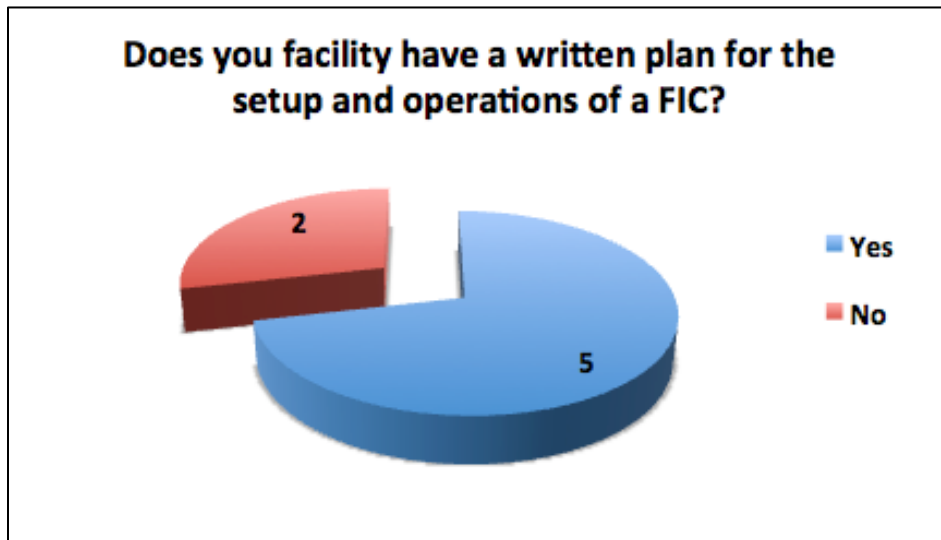 Does you facility have a written plan for the
setup and operations of a FIC?
2
Yes
No
5